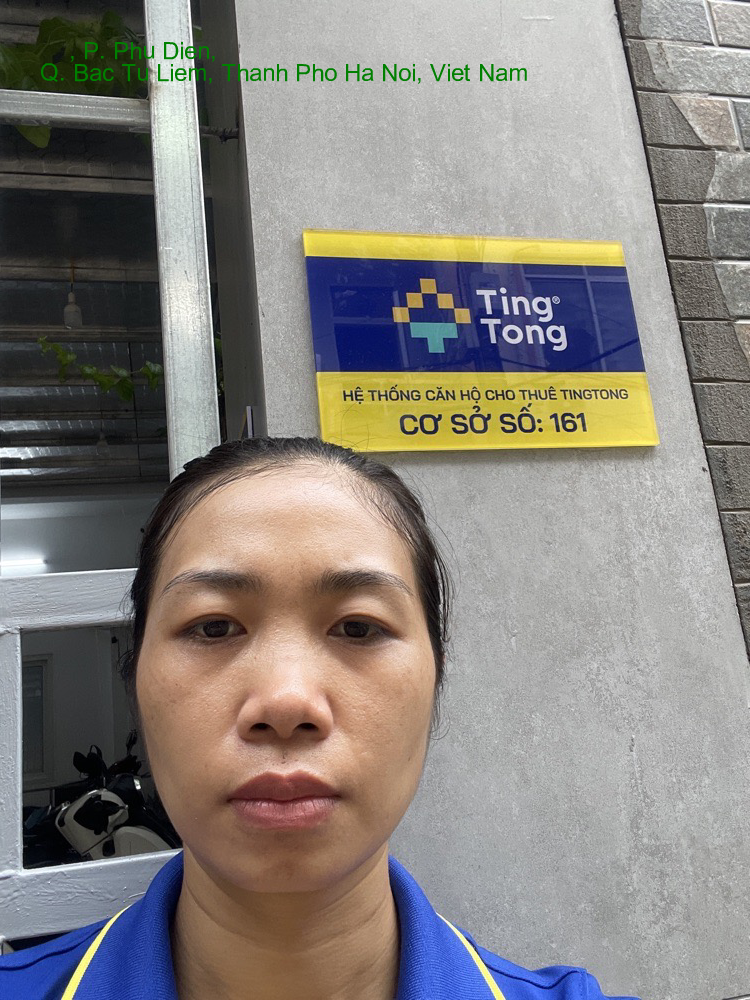 , P. Phu Dien,
Q. Bac Tu Liem, Thanh Pho Ha Noi, Viet Nam
Ting®
Tong
HỆ THỐNG CĂN HỘ CHO THUÊ TINGTONG
CƠ SỞ SỐ: 161